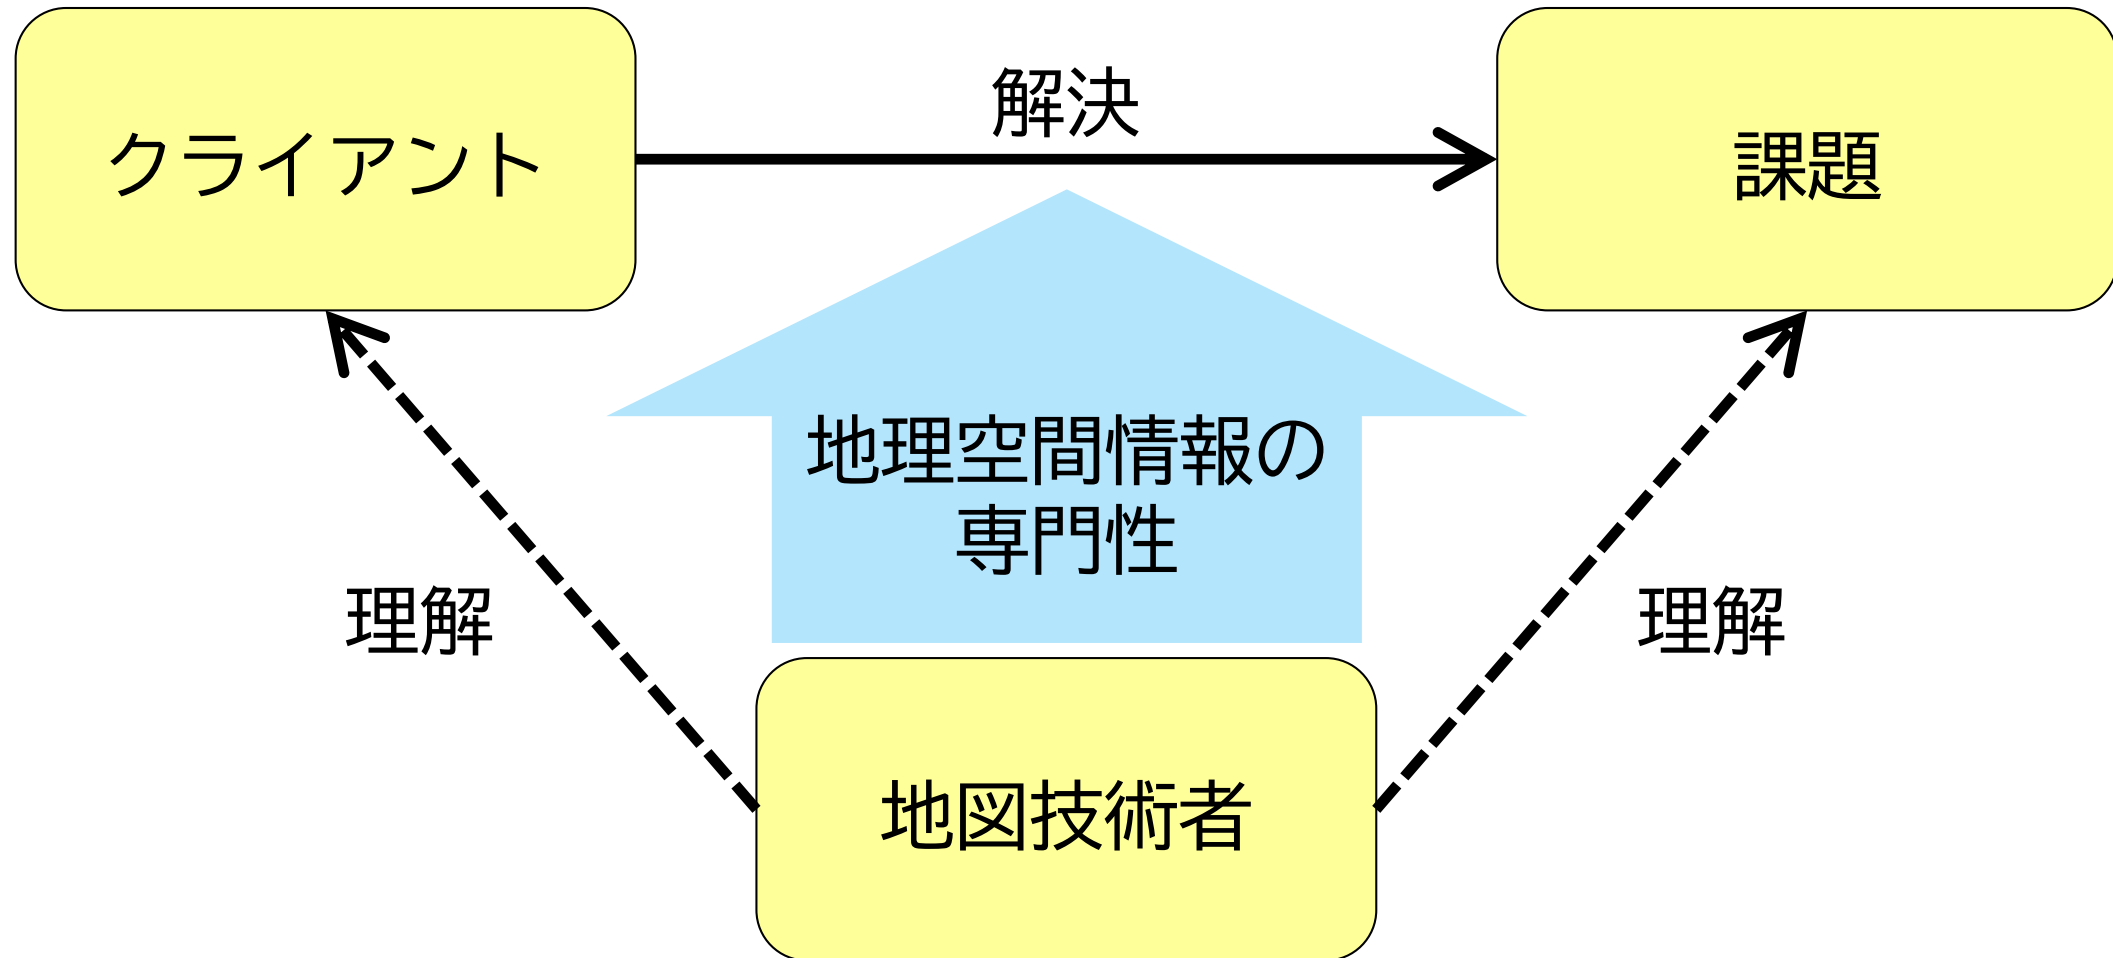 解決
クライアント
課題
地理空間情報の
専門性
理解
理解
地図技術者